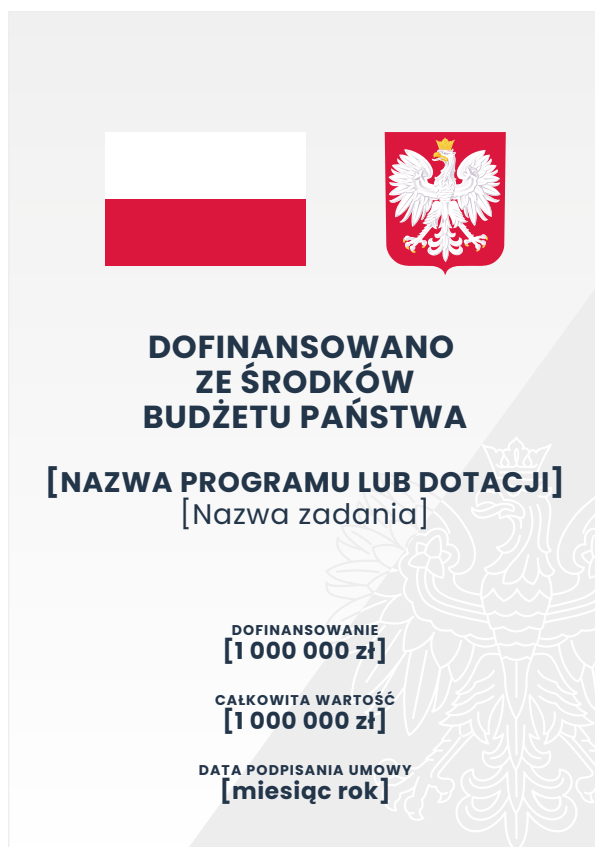 DOFINANSOWANO
ZE ŚRODKÓW
BUDŻETU PAŃSTWA
[NAZWA PROGRAMU LUB DOTACJI]
[Nazwa zadania]
DOFINANSOWANIE
[1 000 000 zł]
CAŁKOWITA WARTOŚĆ
[1 000 000 zł]
DATA PODPISANIA UMOWY
[miesiąc rok]